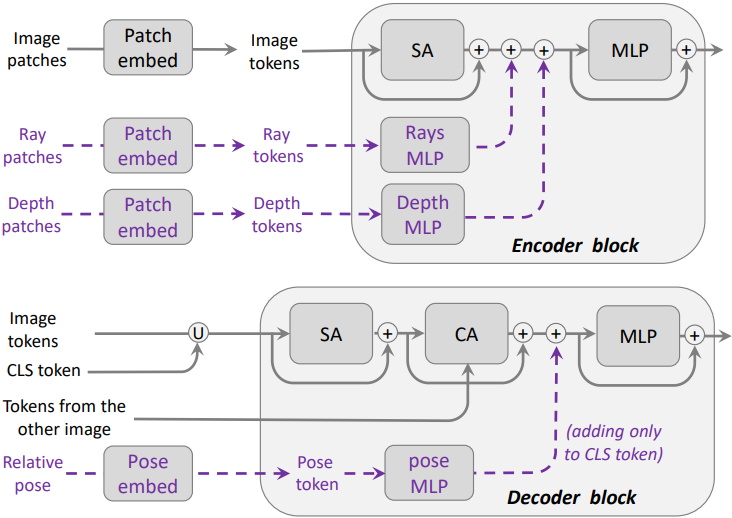 Image
patches
Patch
embed
Image
tokens
SA
+
+
+
MLP
+
Ray
patches
Patch
embed
Ray
tokens
Rays
MLP
Depth
patches
Patch
embed
Depth
tokens
Depth
MLP
Encoder block
Image
tokens
U
SA
+
CA
+
+
MLP
+
CLS token
Tokens from the
other image
(adding only
to CLS token)
Relative
pose
Pose
embed
Pose
token
pose
MLP
Decoder block